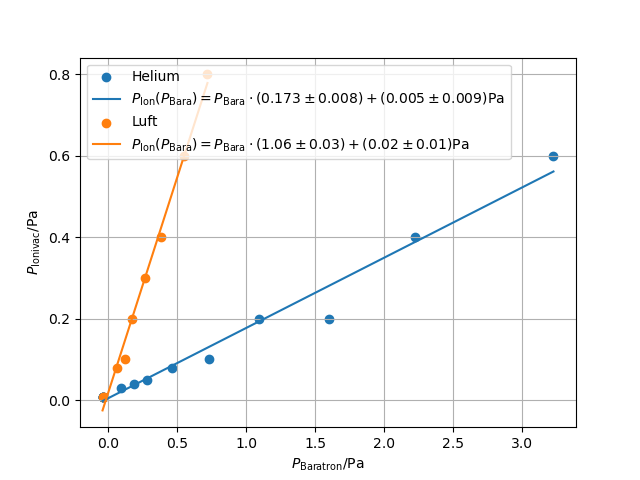 Helium
P_Ion(P_Bara) = P_Bara · (0.173 ± 0.008) + (0.005 ± 0.009)Pa
Luft
P_Ion(P_Bara) = P_Bara · (1.06 ± 0.03) + (0.02 ± 0.01)Pa
0.8
0.6
0.4
0.2
0.0
P_Ionivac/Pa
0.0 0.5 1.0 1.5 2.0 2.5 3.0
P_Baratron/Pa